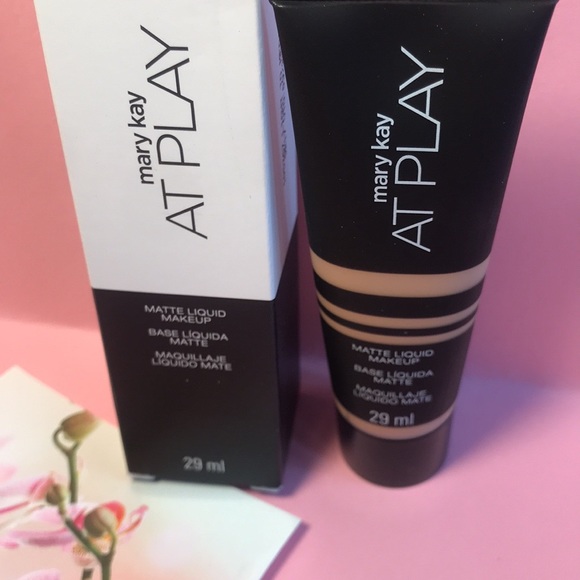 mary kay
AT PLAY
MATTE LIQUID
MAKEUP
BASE LÍQUIDA
MATTE
MAQUILLAJE
LÍQUIDO MATE
29 ml
mary kay
AT PLAY
MATTE LIQUID
MAKEUP
BASE LÍQUIDA
MATTE
MAQUILLAJE
LÍQUIDO MATE
29 ml